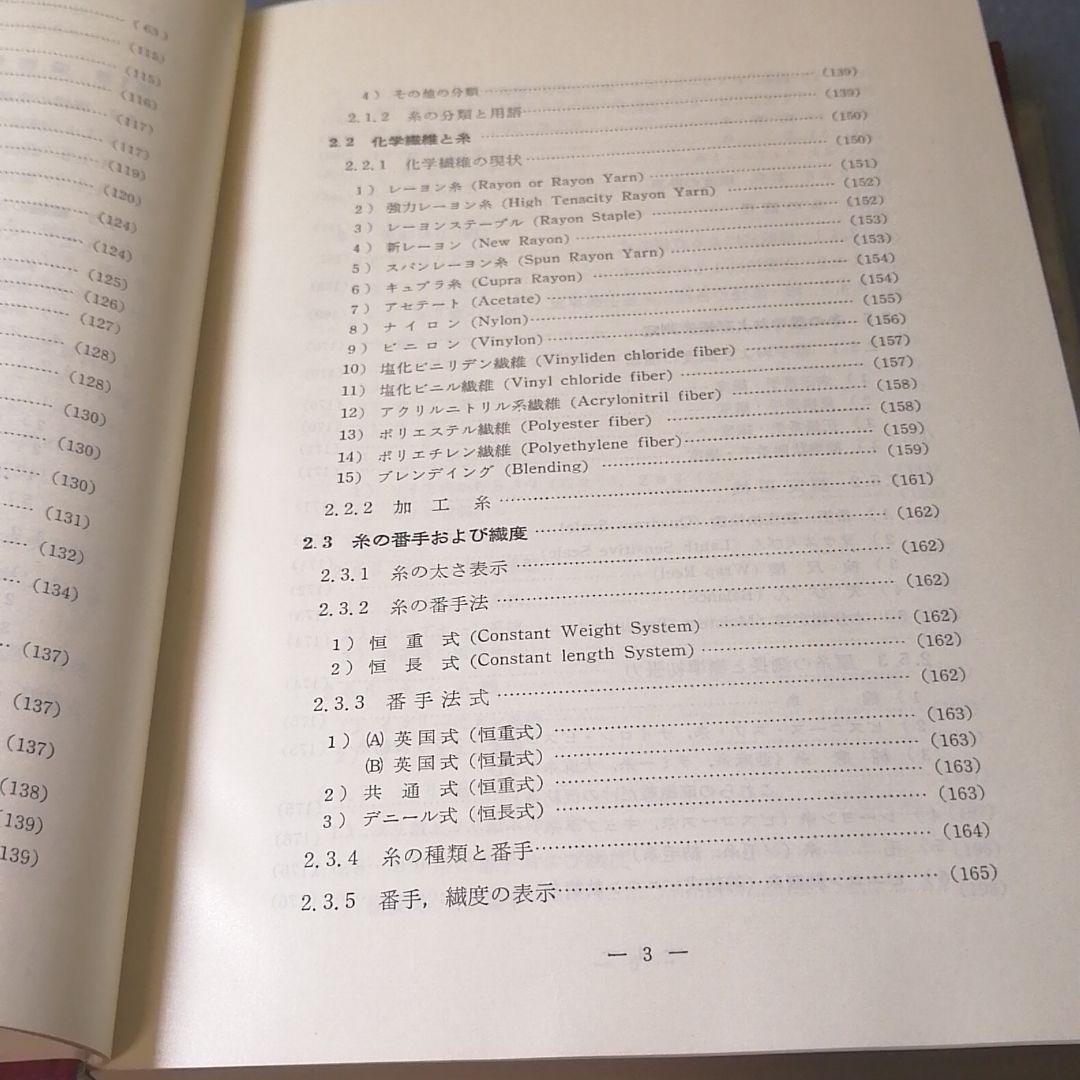 (63)
(115)
(115)
(116)
(117)
(117)
(119)
(120)
(124)
(124)
(125)
(126)
(127)
(128)
(128)
(130)
(130)
(130)
(131)
(132)
(134)
(137)
(137)
(137)
(138)
(139)
(139)
4) その他の分類 (139)
2.1.2 糸の分類と用語 (139)
2.2 化学繊維と糸 (150)
2.2.1 化学繊維の現状 (150)
1) レーヨン糸 (Rayon or Rayon Yarn) (151)
2) 強力レーヨン糸 (High Tenacity Rayon Yarn) (152)
3) レーヨンステープル (Rayon Staple) (152)
4) 新レーヨン (New Rayon) (153)
5) スパンレーヨン糸 (Spun Rayon Yarn) (153)
6) キュプラ糸 (Cupra Rayon) (154)
7) アセテート (Acetate) (154)
8) ナイロン (Nylon) (155)
9) ビニロン (Vinylon) (156)
10) 塩化ビニリデン繊維 (Vinyliden chloride fiber) (157)
11) 塩化ビニル繊維 (Vinyl chloride fiber) (157)
12) アクリルニトリル系繊維 (Acrylonitril fiber) (158)
13) ポリエステル繊維 (Polyester fiber) (158)
14) ポリエチレン繊維 (Polyethylene fiber) (159)
15) ブレンデイング (Blending) (159)
2.2.2 加工糸 (161)
2.3 糸の番手および繊度 (162)
2.3.1 糸の太さ表示 (162)
2.3.2 糸の番手法 (162)
1) 恒重式 (Constant Weight System) (162)
2) 恒長式 (Constant length System) (162)
2.3.3 番手法式 (162)
1) (A) 英国式 (恒重式) (163)
(B) 英国式 (恒量式) (163)
2) 共通式 (恒重式) (163)
3) デニール式 (恒長式) (163)
2.3.4 糸の種類と番手 (164)
2.3.5 番手, 繊度の表示 (165)
— 3 —